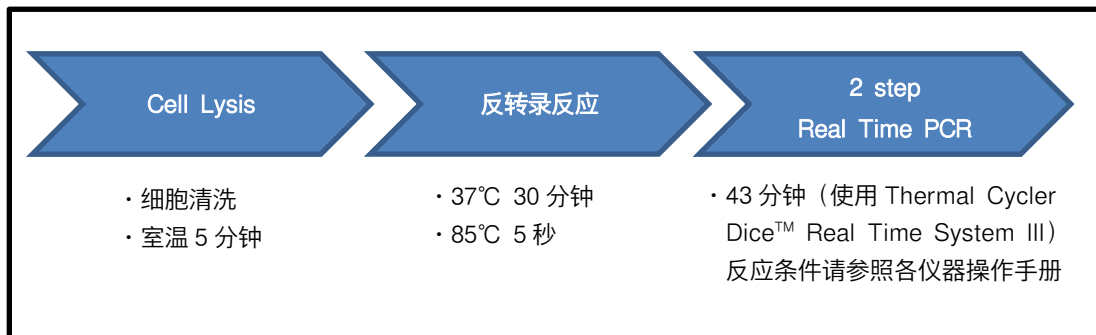 Cell Lysis
反转录反应
2 step
Real Time PCR
・细胞清洗
・室温 5 分钟
・37℃ 30 分钟
・85℃ 5 秒
・43 分钟（使用 Thermal Cycler
Dice™ Real Time System III）
反应条件请参照各仪器操作手册